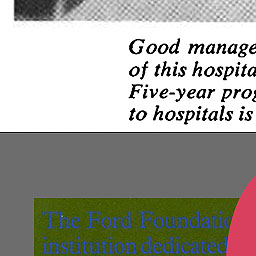 Good manage
of this hospita
Five-year prog
to hospitals is
The Ford Foundatio
institution dedicated